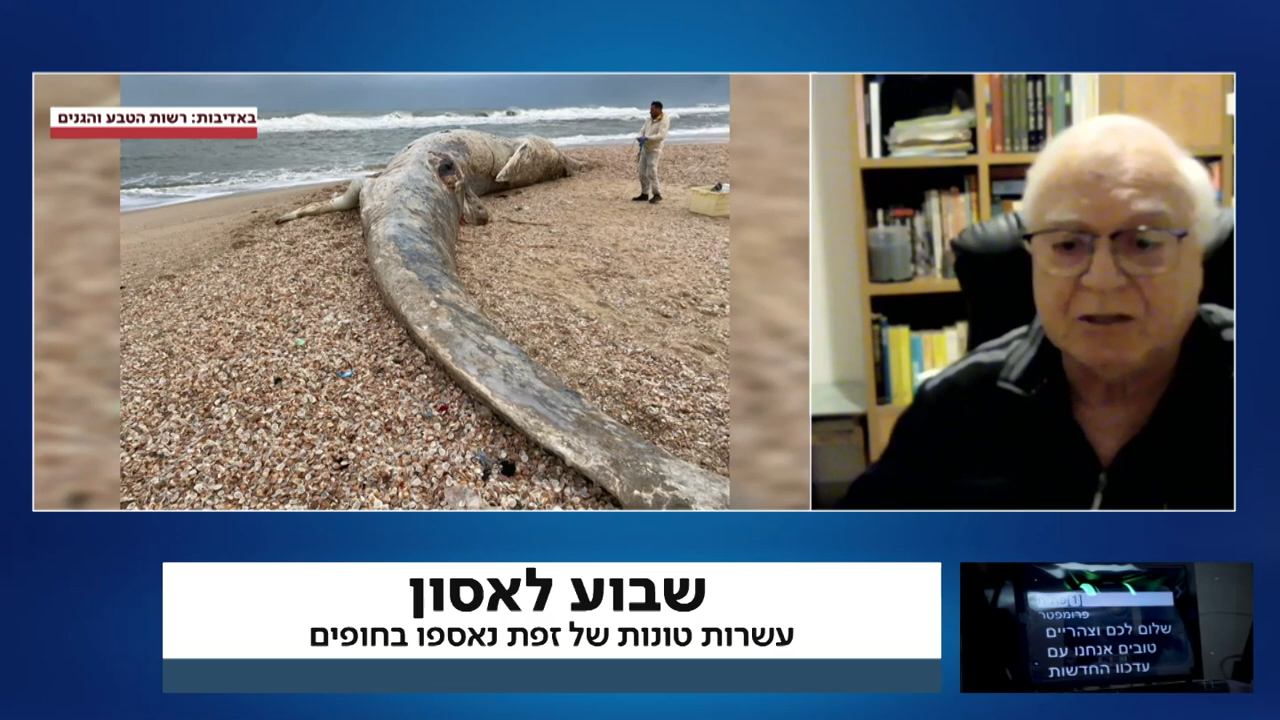 באדיבות: רשות הטבע והגנים
שבוע לאסון
עשרות טונות של זפת נאספו בחופים
פרומפטר
שלום לכם וצהריים
טובים אנחנו עם
עדכוו החדשות